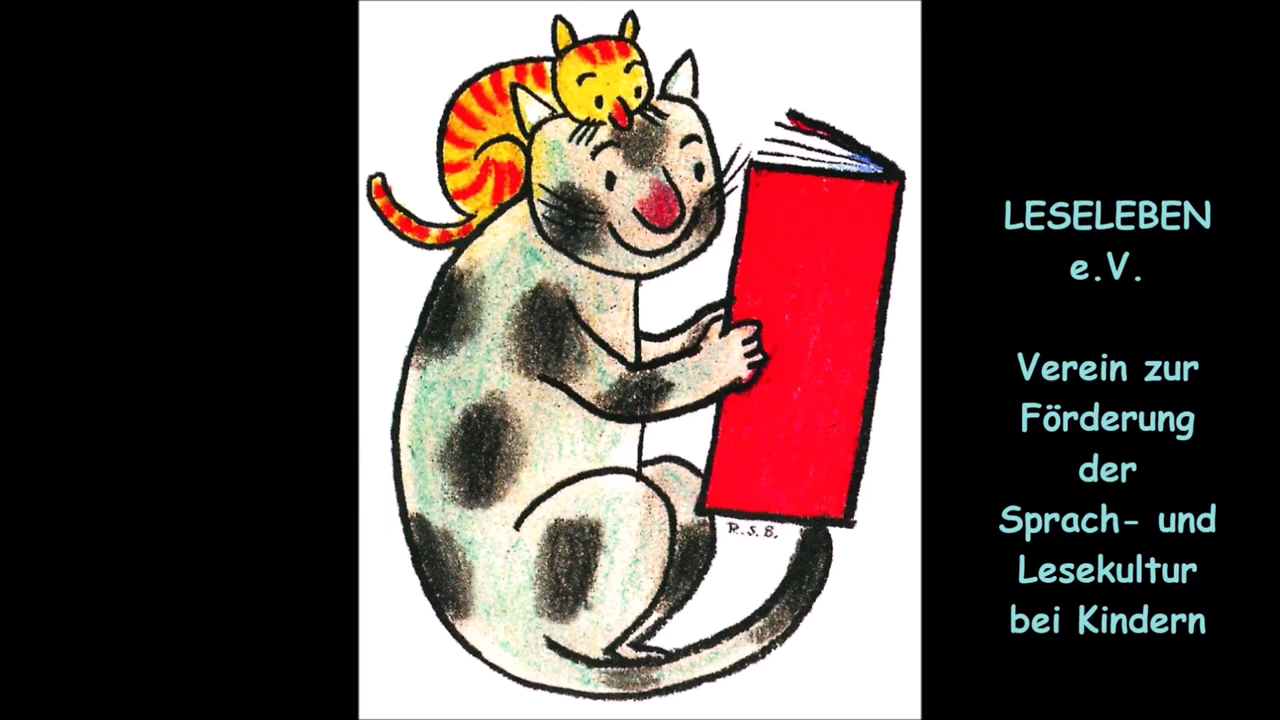 LESELEBEN
e.V.
Verein zur
Förderung
der
Sprach- und
Lesekultur
bei Kindern
R.S.B.